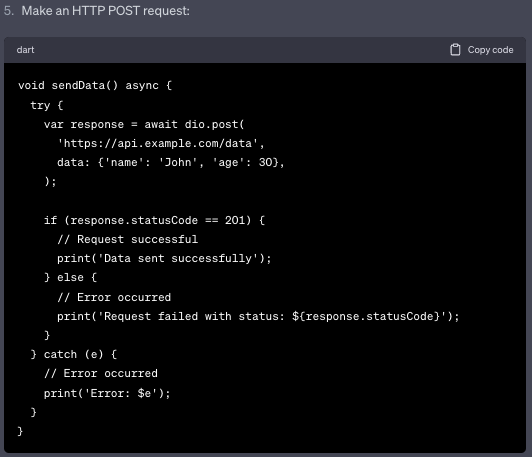 5. Make an HTTP POST request:
dart
Copy code
void sendData() async {
  try {
    var response = await dio.post(
      'https://api.example.com/data',
      data: {'name': 'John', 'age': 30},
    );

    if (response.statusCode == 201) {
      // Request successful
      print('Data sent successfully');
    } else {
      // Error occurred
      print('Request failed with status: ${response.statusCode}');
    }
  } catch (e) {
    // Error occurred
    print('Error: $e');
  }
}